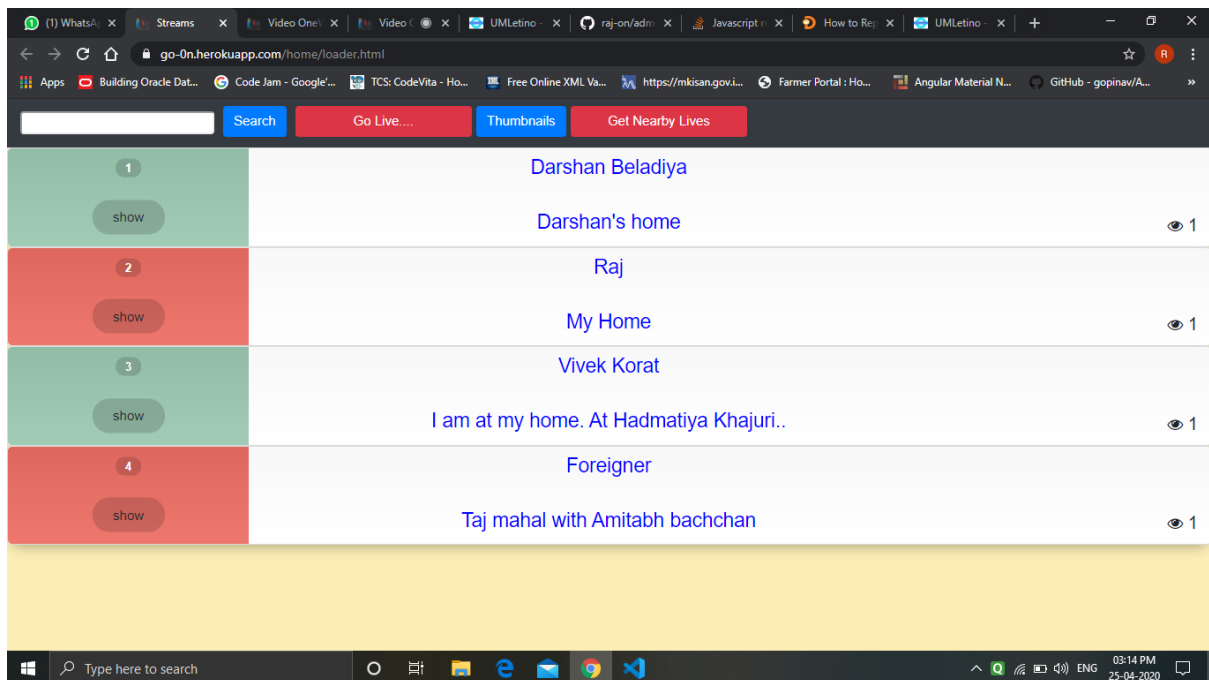 (1) WhatsA
Streams
Video One
Video C
UMLetino -
raj-on/adm
Javascript r
How to Rep
UMLetino -
go-0n.herokuapp.com/home/loader.html
R
Apps
Building Oracle Dat...
Code Jam - Google'...
TCS: CodeVita - Ho...
Free Online XML Va...
https://mkisan.gov.i...
Farmer Portal : Ho...
Angular Material N...
GitHub - gopinav/A...
»
Search
Go Live....
Thumbnails
Get Nearby Lives
1
Darshan Beladiya
show
Darshan's home
1
2
Raj
show
My Home
1
3
Vivek Korat
show
I am at my home. At Hadmatiya Khajuri..
1
4
Foreigner
show
Taj mahal with Amitabh bachchan
1
Type here to search
ENG
03:14 PM
25-04-2020